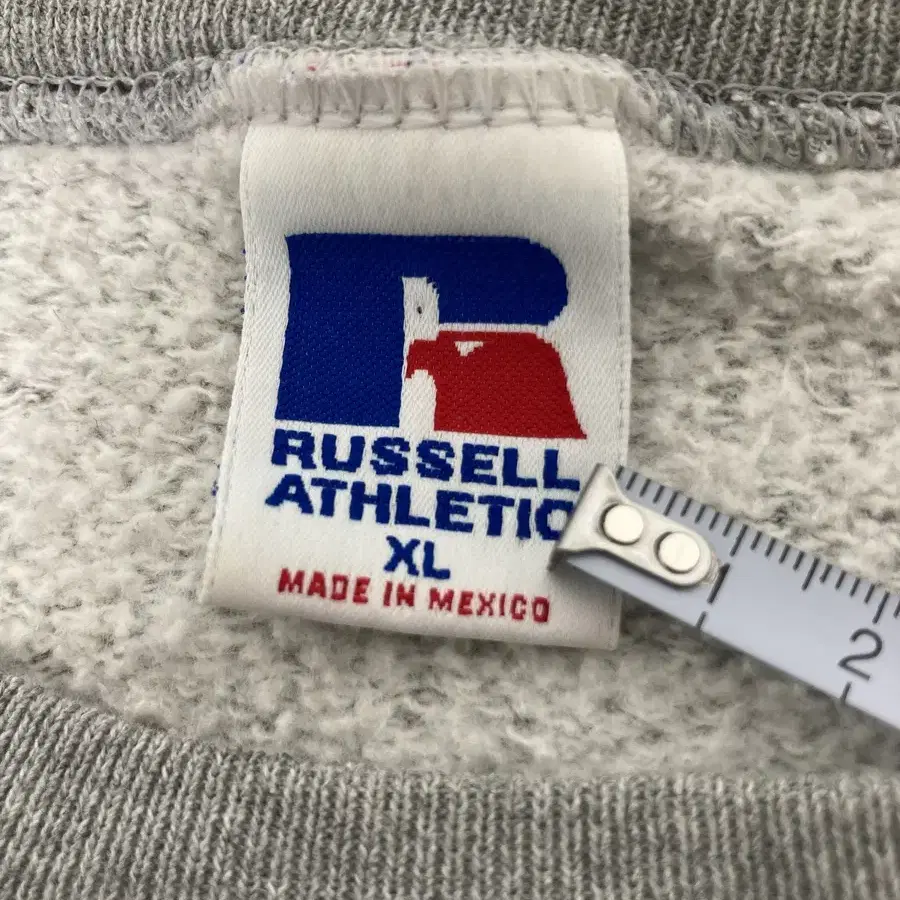 RUSSELL
ATHLETIC
XL
MADE IN MEXICO
1
2